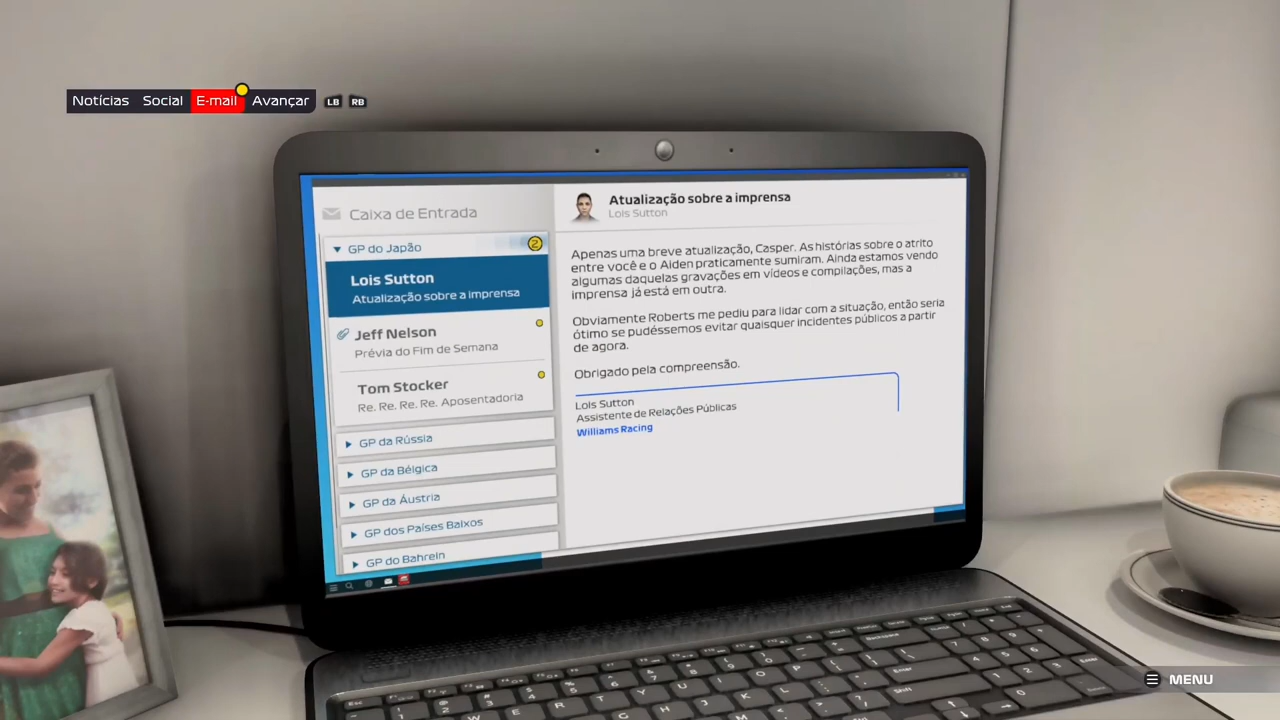 Notícias Social E-mail Avançar LB RB
Caixa de Entrada
GP do Japão 2
Lois Sutton
Atualização sobre a imprensa
Jeff Nelson
Prévia do Fim de Semana
Tom Stocker
Re. Re. Re. Re. Aposentadoria
GP da Rússia
GP da Bélgica
GP da Áustria
GP dos Países Baixos
GP do Bahrein
Atualização sobre a imprensa
Lois Sutton
Apenas uma breve atualização, Casper. As histórias sobre o atrito
entre você e o Aiden praticamente sumiram. Ainda estamos vendo
algumas daquelas gravações em vídeos e compilações, mas a
imprensa já está em outra.
Obviamente Roberts me pediu para lidar com a situação, então seria
ótimo se pudéssemos evitar quaisquer incidentes públicos a partir
de agora.
Obrigado pela compreensão.
Lois Sutton
Assistente de Relações Públicas
Williams Racing
MENU